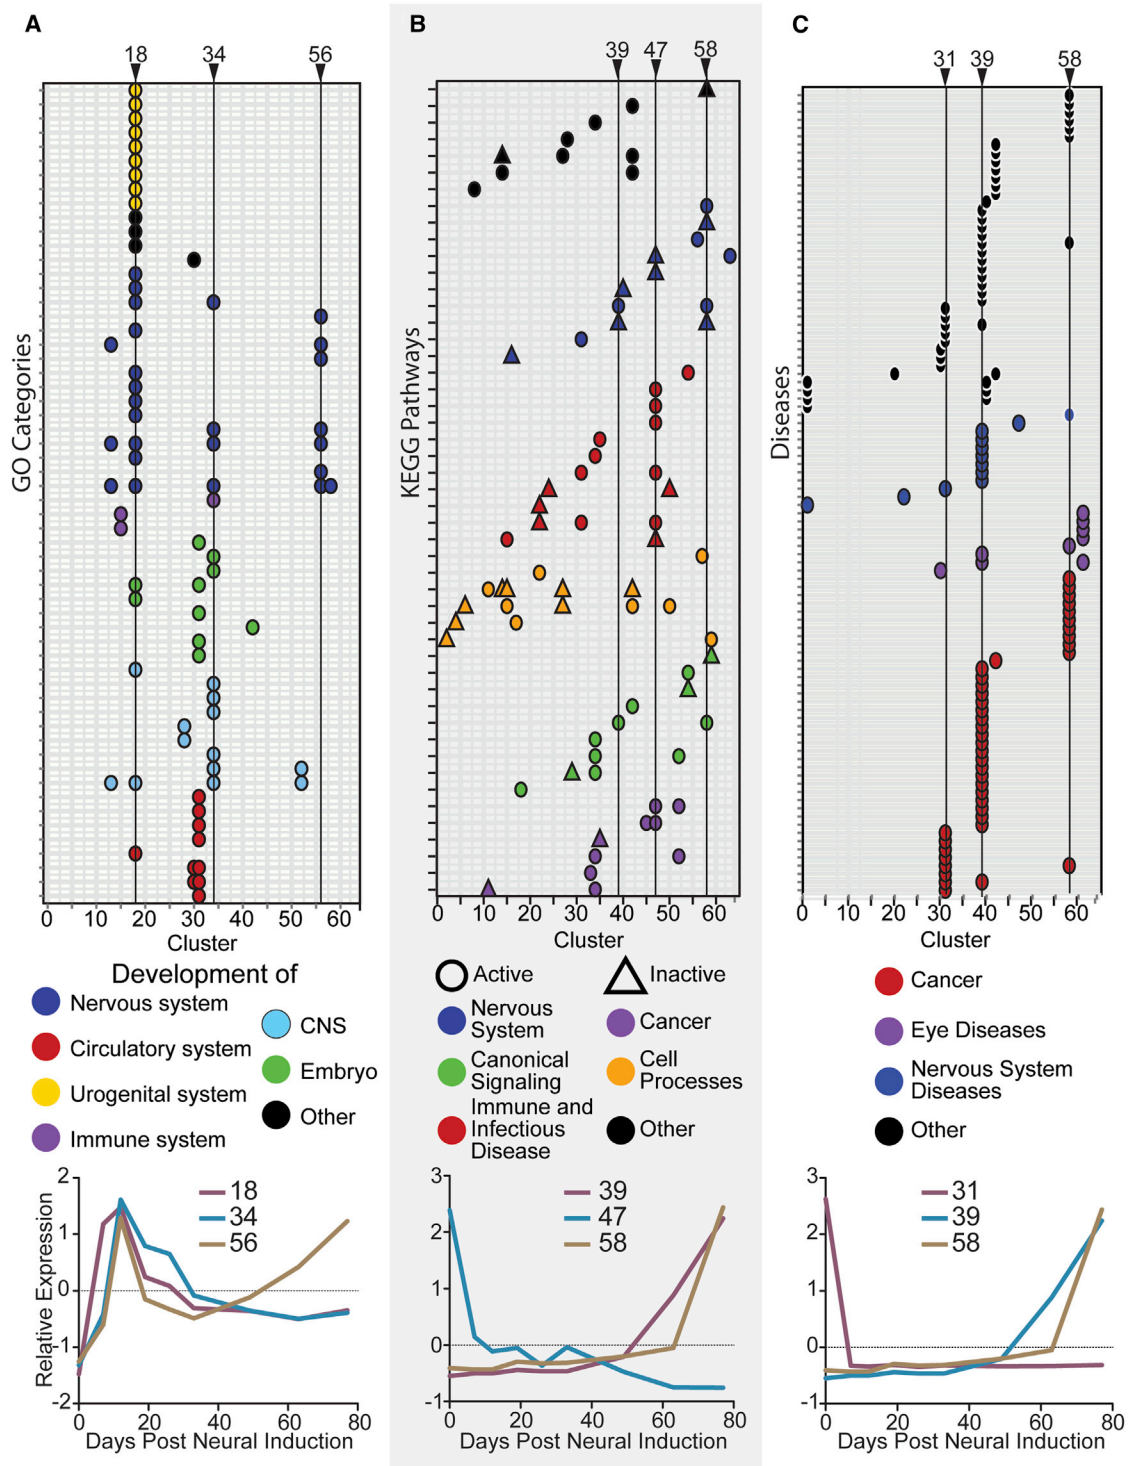 A
18 34 56
GO Categories
0 10 20 30 40 50 60
Cluster
Development of
Nervous system
Circulatory system
Urogenital system
Immune system
CNS
Embryo
Other
2
1
0
-1
-2
Relative Expression
18
34
56
0 20 40 60 80
Days Post Neural Induction
B
39 47 58
KEGG Pathways
0 10 20 30 40 50 60
Cluster
Active
Inactive
Nervous
System
Canonical
Signaling
Immune and
Infectious
Disease
Cancer
Cell
Processes
Other
3
2
1
0
-1
39
47
58
0 20 40 60 80
Days Post Neural Induction
C
31 39 58
Diseases
0 10 20 30 40 50 60
Cluster
Cancer
Eye Diseases
Nervous System
Diseases
Other
3
2
1
0
-1
31
39
58
0 20 40 60 80
Days Post Neural Induction